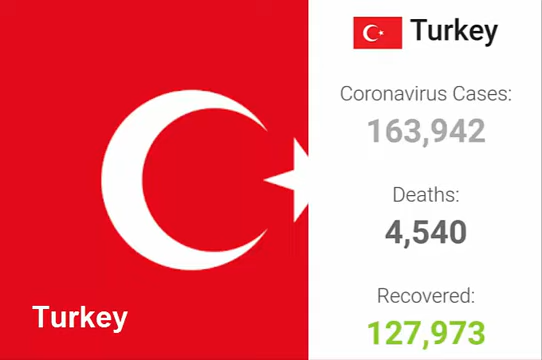 Turkey
Coronavirus Cases:
163,942
Deaths:
4,540
Recovered:
127,973
Turkey